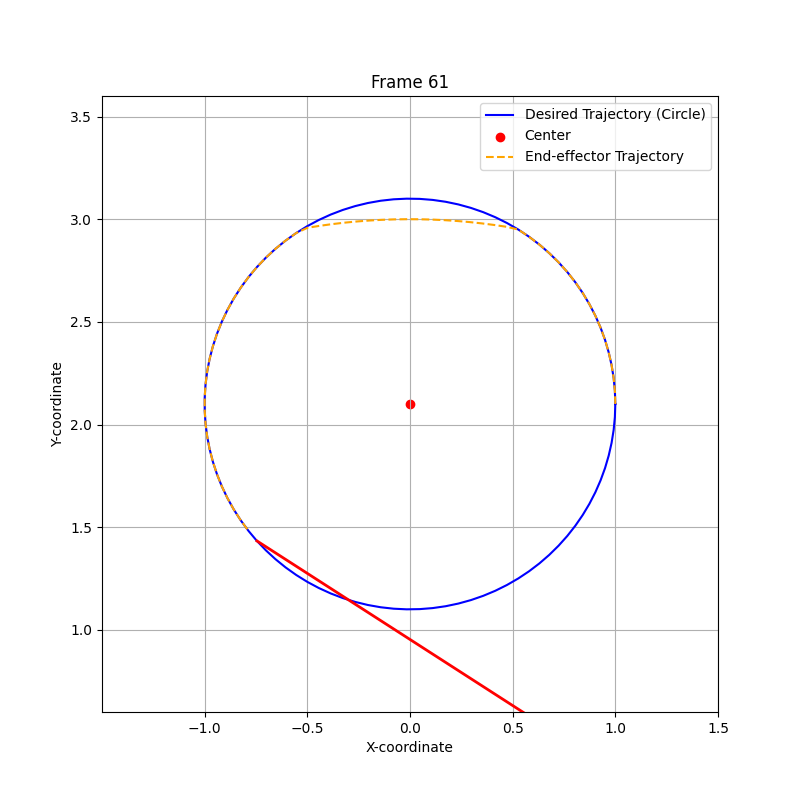 Frame 61
Desired Trajectory (Circle)
Center
End-effector Trajectory
3.5
3.0
2.5
2.0
1.5
1.0
Y-coordinate
−1.0
−0.5
0.0
0.5
1.0
1.5
X-coordinate